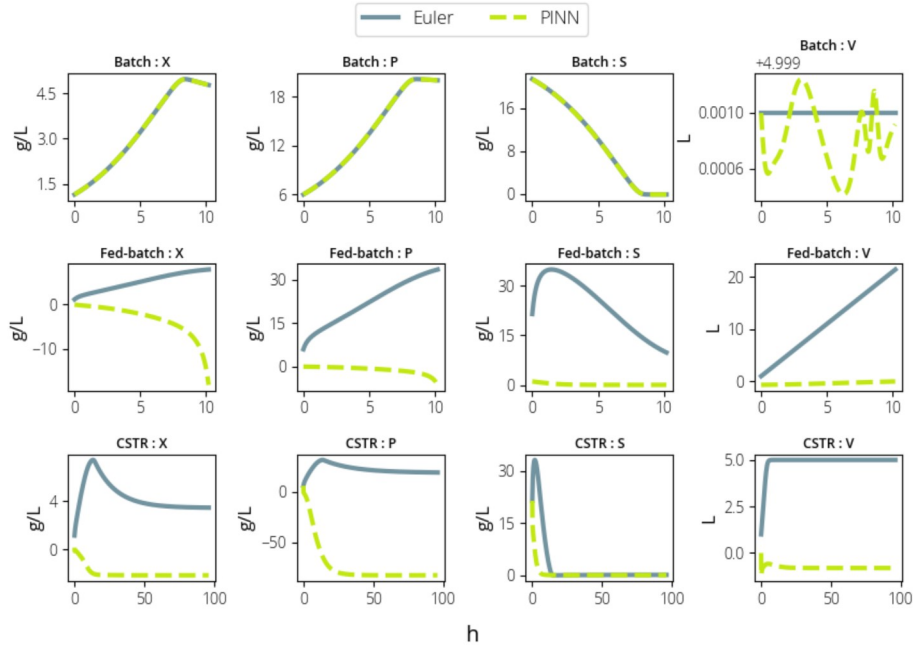 Euler PINN
Batch : X
g/L
4.5
3.0
1.5
0 5 10
Batch : P
g/L
18
12
6
0 5 10
Batch : S
g/L
16
8
0
0 5 10
Batch : V
+4.999
L
0.0010
0.0006
0 5 10
Fed-batch : X
g/L
0
−10
0 5 10
Fed-batch : P
g/L
30
15
0
0 5 10
Fed-batch : S
g/L
30
15
0
0 5 10
Fed-batch : V
L
20
10
0
0 5 10
CSTR : X
g/L
4
0
0 50 100
CSTR : P
g/L
0
−50
0 50 100
CSTR : S
g/L
30
15
0
0 50 100
CSTR : V
L
5.0
2.5
0.0
0 50 100
h